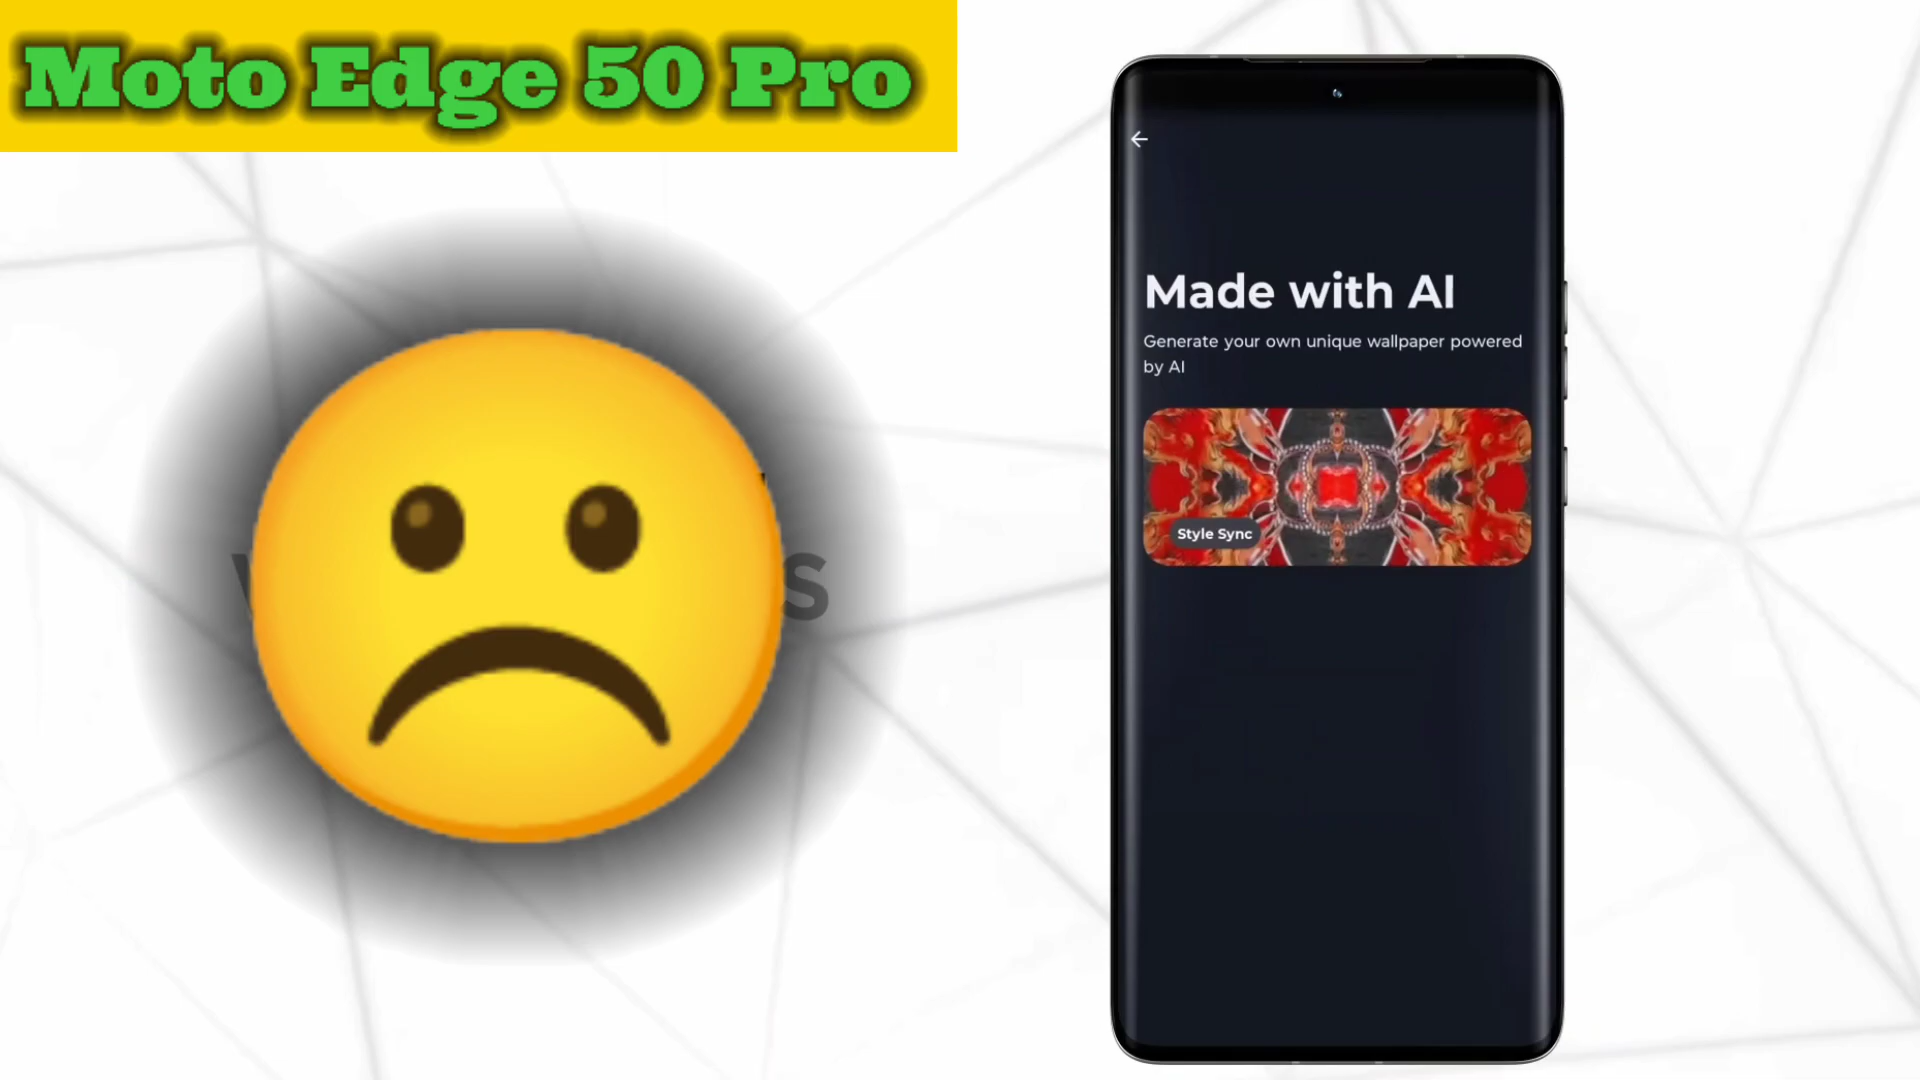 Moto Edge 50 Pro
Made with AI
Generate your own unique wallpaper powered
by AI
Style Sync